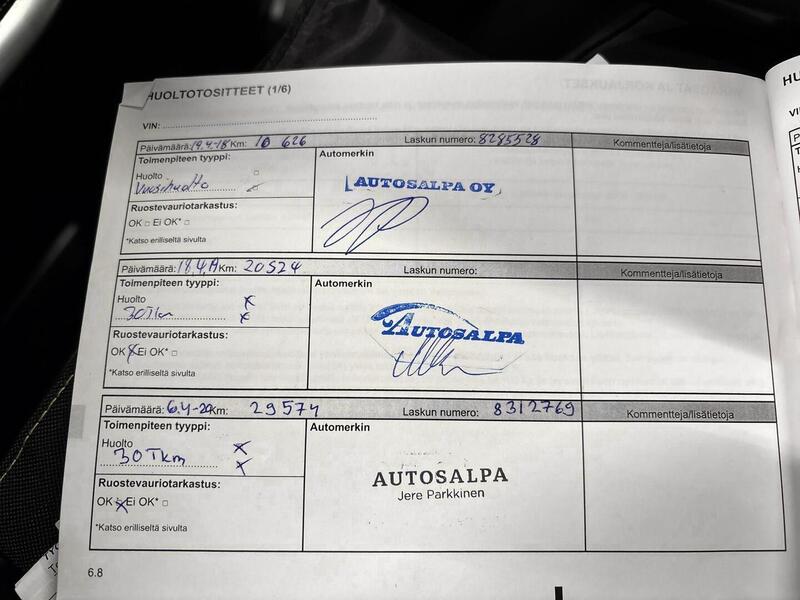 HUOLTOTOSITTEET (1/6)
VIN:
Päivämäärä: 19.4.-18 Km: 10 626 Laskun numero: 8285528 Kommentteja/lisätietoja
Toimenpiteen tyyppi: Automerkin
Huolto
Vuosihuolto
AUTOSALPA OY
Ruostevauriotarkastus:
OK □ Ei OK* □
*Katso erilliseltä sivulta
Päivämäärä: 18.4. Km: 20524 Laskun numero: Kommentteja/lisätietoja
Toimenpiteen tyyppi: Automerkin
Huolto x
30Tkm x
AUTOSALPA
Ruostevauriotarkastus:
OK x Ei OK* □
*Katso erilliseltä sivulta
Päivämäärä: 6.4-20 Km: 29574 Laskun numero: 8312769 Kommentteja/lisätietoja
Toimenpiteen tyyppi: Automerkin
Huolto x
30Tkm x
AUTOSALPA
Jere Parkkinen
Ruostevauriotarkastus:
OK x Ei OK* □
*Katso erilliseltä sivulta
6.8